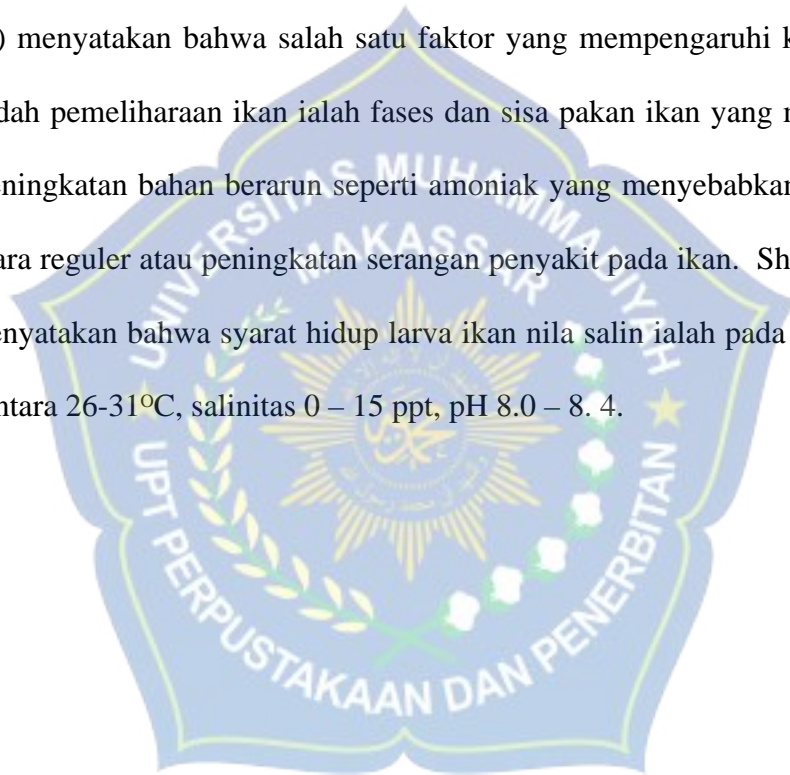 ) menyatakan bahwa salah satu faktor yang mempengaruhi k
dah pemeliharaan ikan ialah fases dan sisa pakan ikan yang
eningkatan bahan berarun seperti amoniak yang menyebabkan
ara reguler atau peningkatan serangan penyakit pada ikan. Sh
enyatakan bahwa syarat hidup larva ikan nila salin ialah pada
ntara 26-31°C, salinitas 0 – 15 ppt, pH 8.0 – 8. 4.
UNIVERSITAS MUHAMMADIYAH
MAKASSAR
UPT PERPUSTAKAAN DAN PENERBITAN